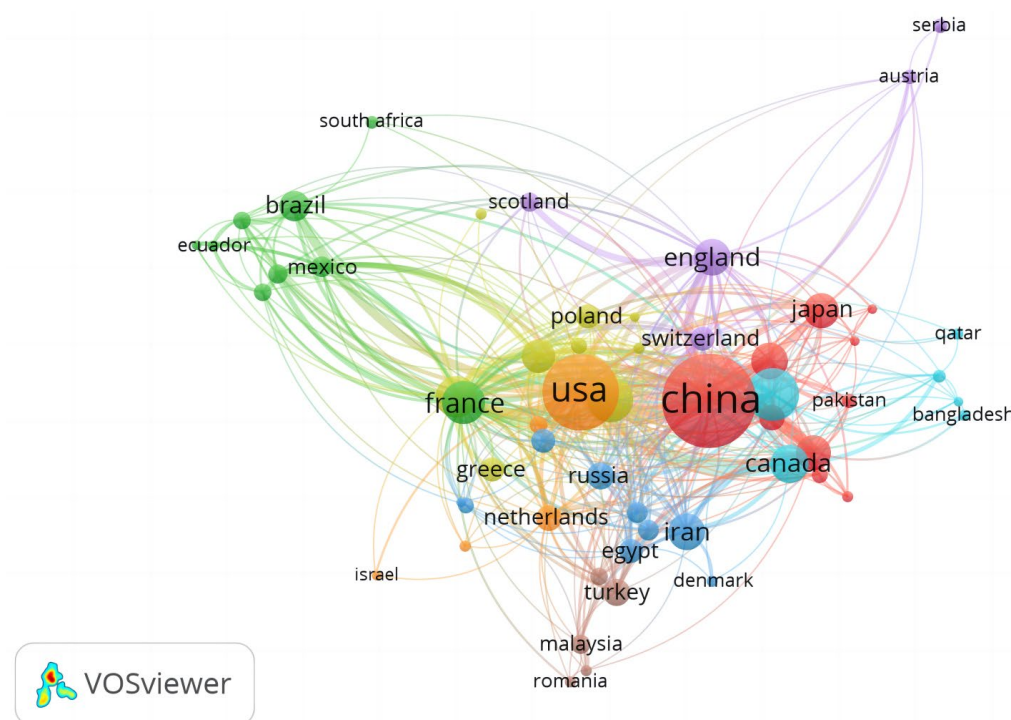 serbia
austria
south africa
scotland
brazil
ecuador
mexico
england
poland
japan
switzerland
qatar
usa
china
france
pakistan
bangladesh
greece
russia
canada
netherlands
iran
egypt
israel
denmark
turkey
malaysia
romania
VOSviewer